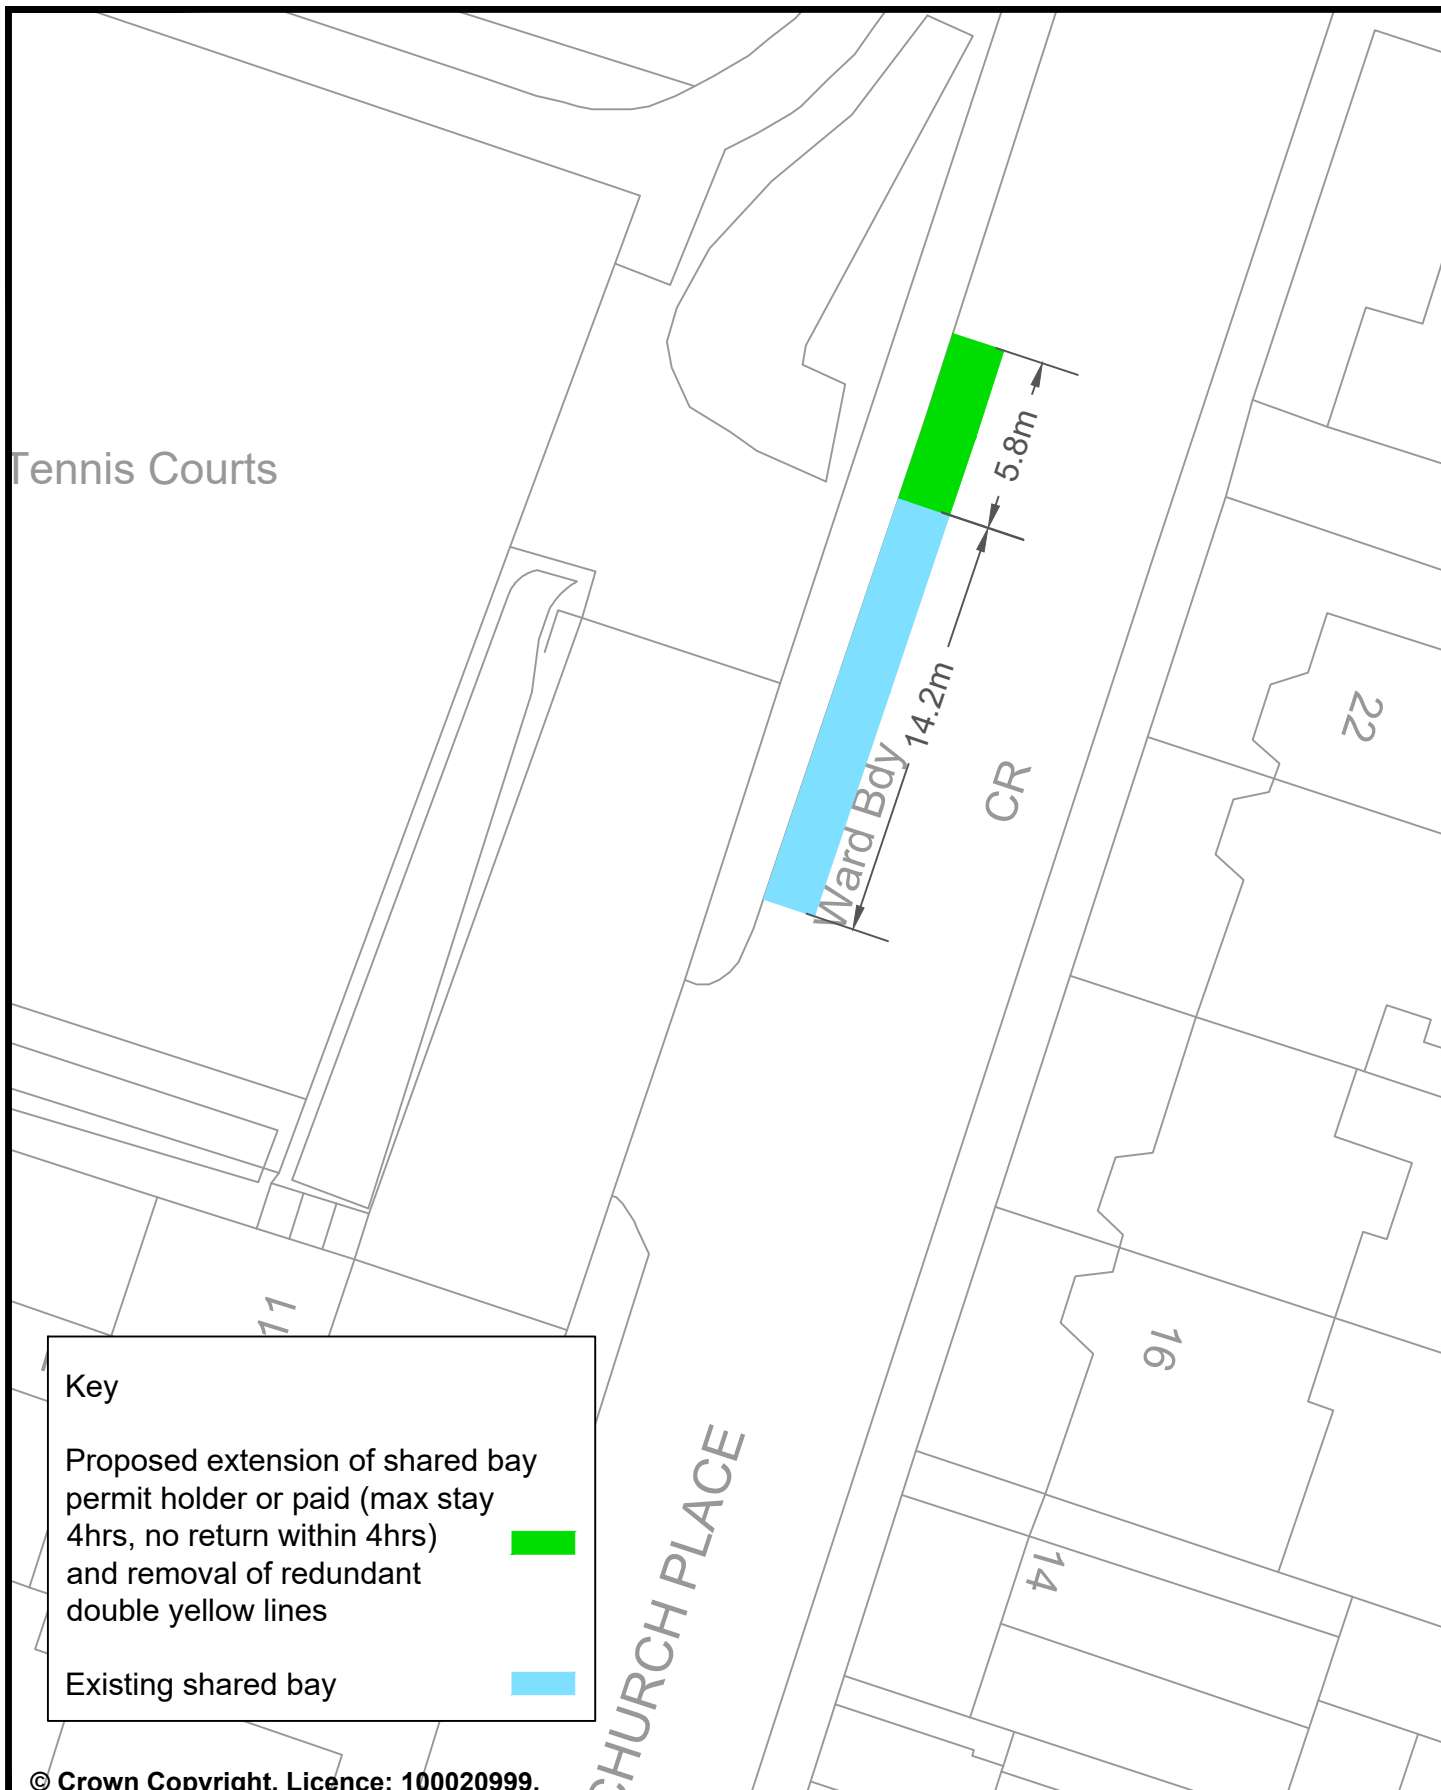 Tennis Courts
5.8m
14.2m
Ward Bdy
CR
22
16
14
11
CHURCH PLACE
Key
Proposed extension of shared bay
permit holder or paid (max stay
4hrs, no return within 4hrs)
and removal of redundant
double yellow lines
Existing shared bay
© Crown Copyright. Licence: 100020999.